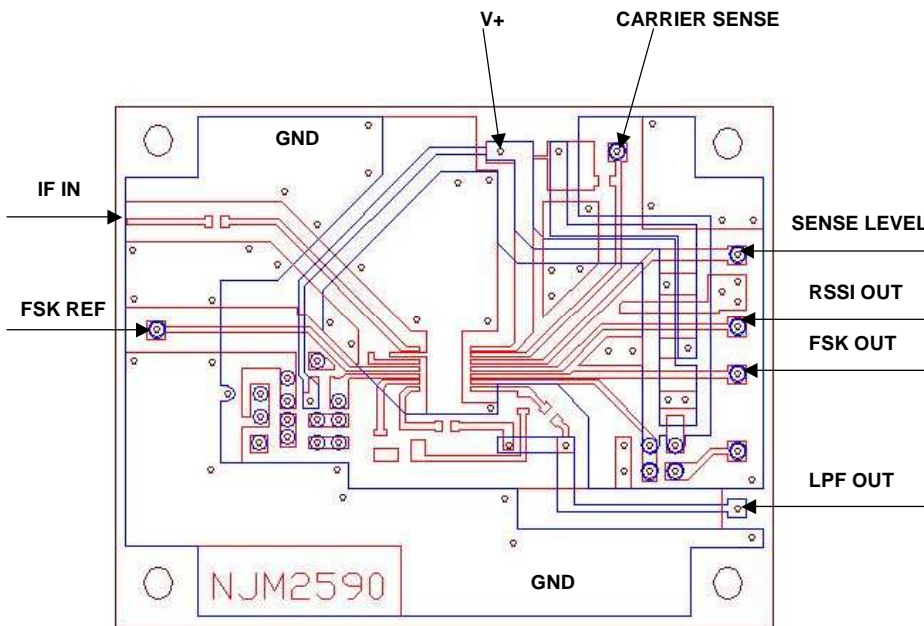 V+
CARRIER SENSE
GND
IF IN
SENSE LEVEL
RSSI OUT
FSK REF
FSK OUT
LPF OUT
NJM2590
GND